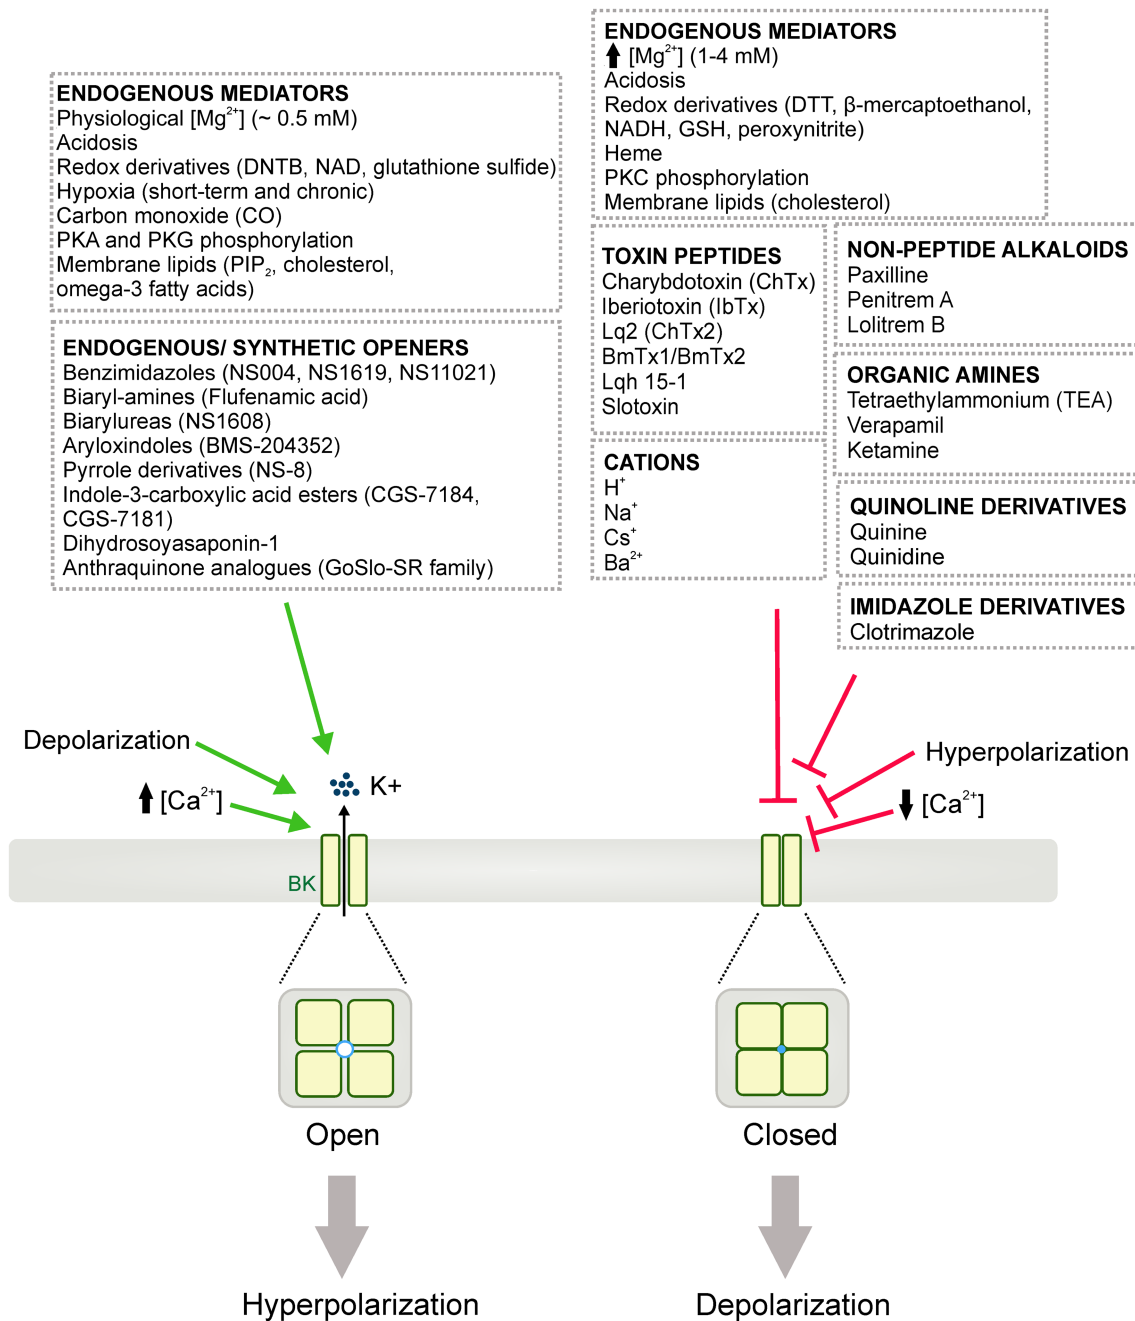 ENDOGENOUS MEDIATORS
Physiological [Mg²⁺] (~ 0.5 mM)
Acidosis
Redox derivatives (DNTB, NAD, glutathione sulfide)
Hypoxia (short-term and chronic)
Carbon monoxide (CO)
PKA and PKG phosphorylation
Membrane lipids (PIP₂, cholesterol,
omega-3 fatty acids)
ENDOGENOUS/ SYNTHETIC OPENERS
Benzimidazoles (NS004, NS1619, NS11021)
Biaryl-amines (Flufenamic acid)
Biarylureas (NS1608)
Aryloxindoles (BMS-204352)
Pyrrole derivatives (NS-8)
Indole-3-carboxylic acid esters (CGS-7184,
CGS-7181)
Dihydrosoyasaponin-1
Anthraquinone analogues (GoSlo-SR family)
ENDOGENOUS MEDIATORS
[Mg²⁺] (1-4 mM)
Acidosis
Redox derivatives (DTT, β-mercaptoethanol,
NADH, GSH, peroxynitrite)
Heme
PKC phosphorylation
Membrane lipids (cholesterol)
TOXIN PEPTIDES
Charybdotoxin (ChTx)
Iberiotoxin (IbTx)
Lq2 (ChTx2)
BmTx1/BmTx2
Lqh 15-1
Slotoxin
CATIONS
H⁺
Na⁺
Cs⁺
Ba²⁺
NON-PEPTIDE ALKALOIDS
Paxilline
Penitrem A
Lolitrem B
ORGANIC AMINES
Tetraethylammonium (TEA)
Verapamil
Ketamine
QUINOLINE DERIVATIVES
Quinine
Quinidine
IMIDAZOLE DERIVATIVES
Clotrimazole
Depolarization
[Ca²⁺]
K+
Hyperpolarization
[Ca²⁺]
BK
Open
Closed
Hyperpolarization
Depolarization